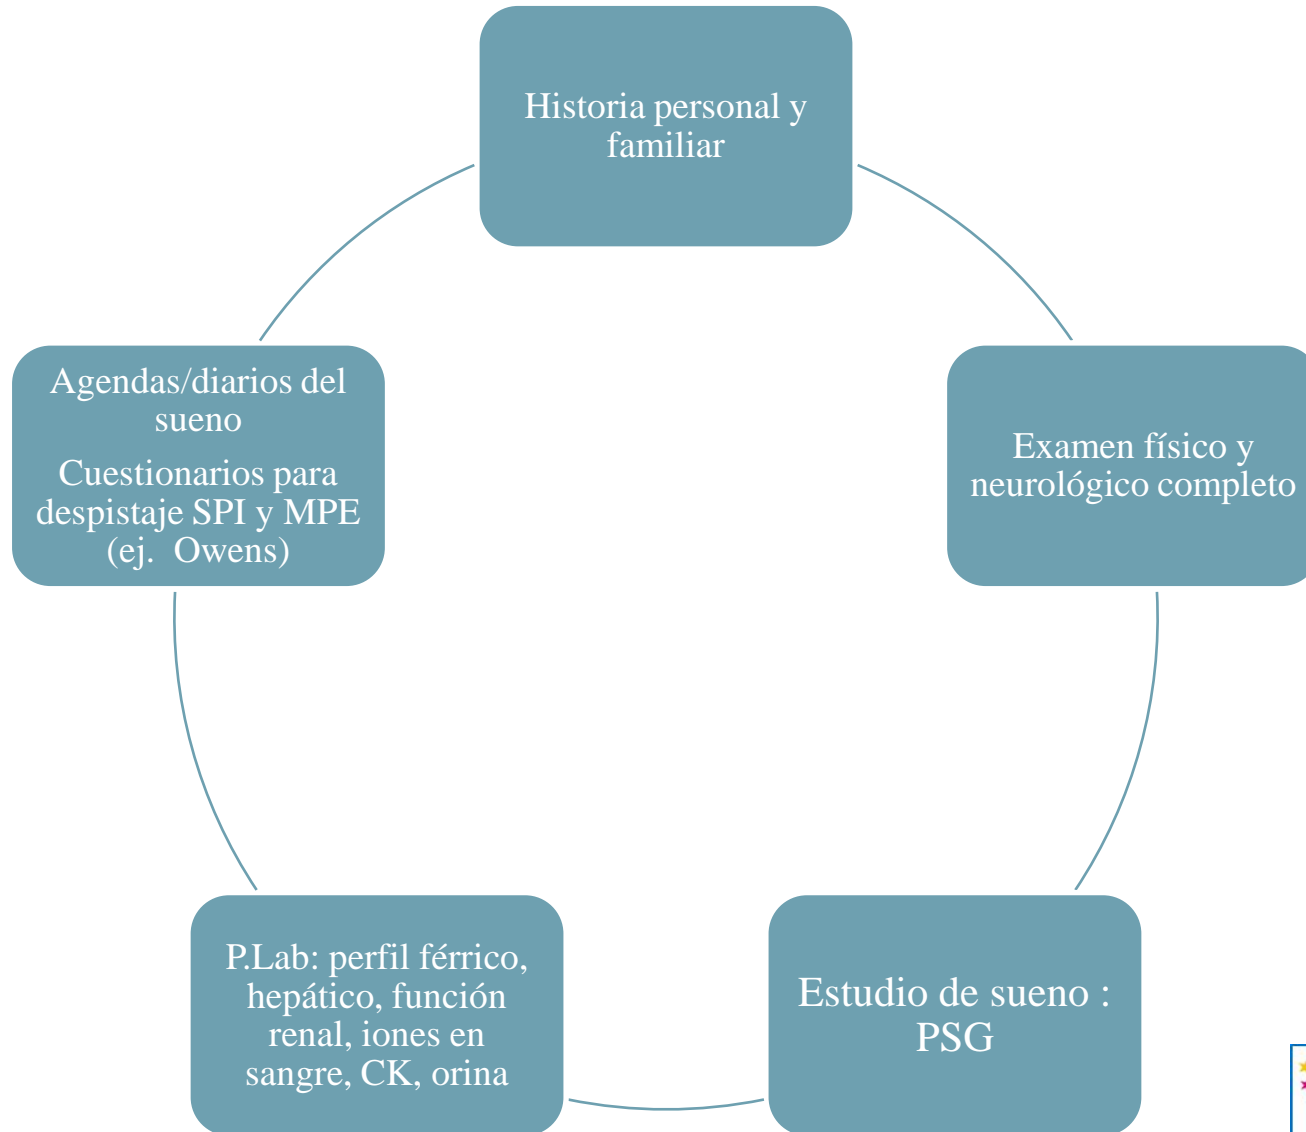 Historia personal y
familiar
Examen físico y
neurológico completo
Estudio de sueno :
PSG
P.Lab: perfil férrico,
hepático, función
renal, iones en
sangre, CK, orina
Agendas/diarios del
sueno
Cuestionarios para
despistaje SPI y MPE
(ej. Owens)